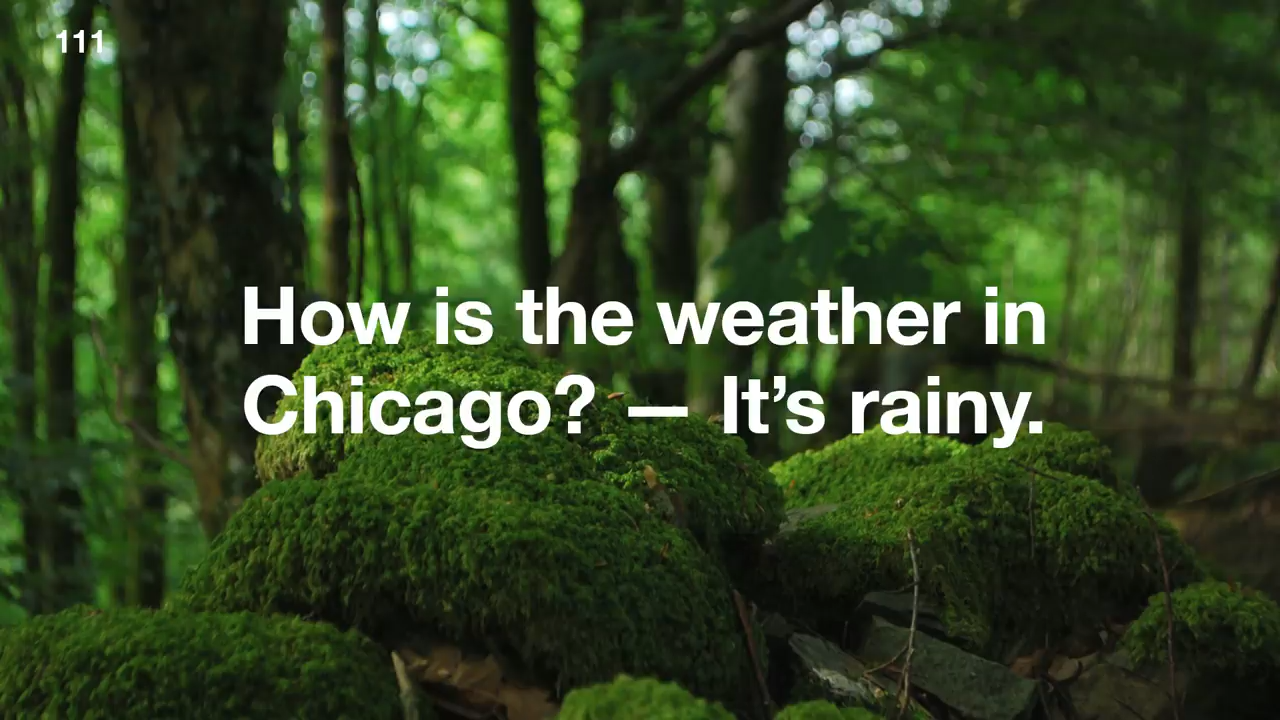 111
How is the weather in
Chicago? — It’s rainy.